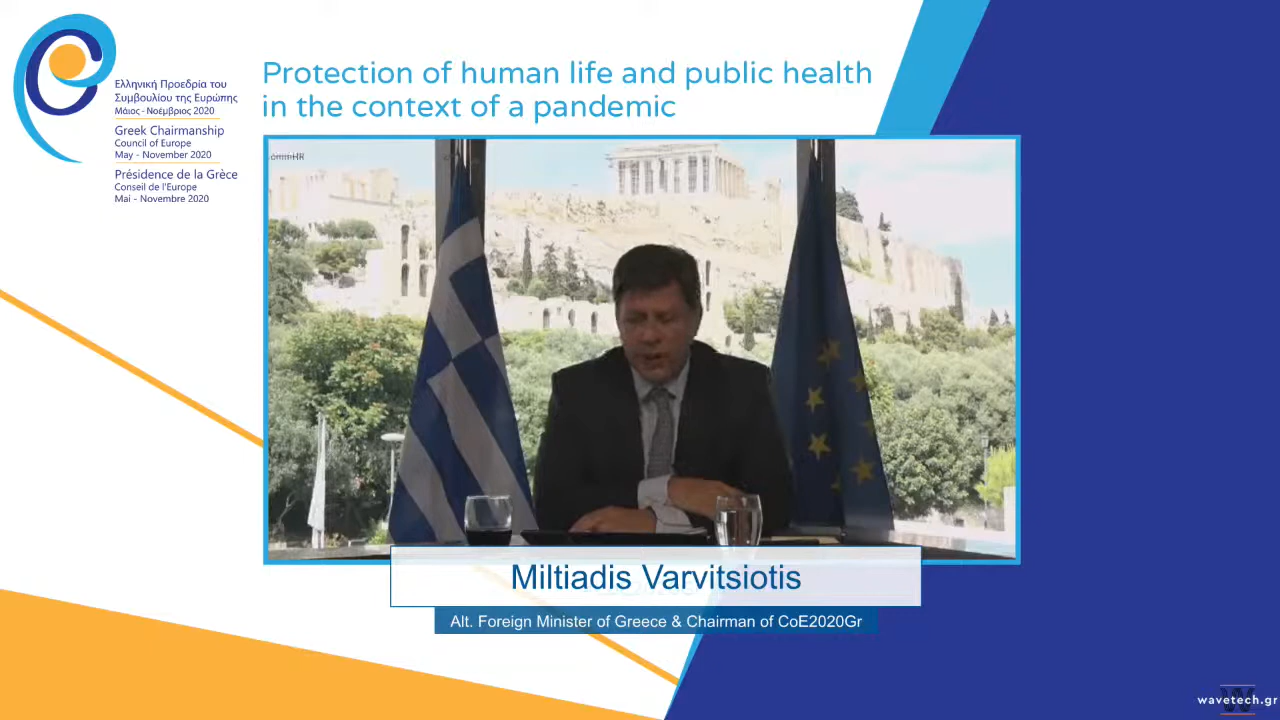 Ελληνική Προεδρία του
Συμβουλίου της Ευρώπης
Μάιος - Νοέμβριος 2020
Greek Chairmanship
Council of Europe
May - November 2020
Présidence de la Grèce
Conseil de l'Europe
Mai - Novembre 2020
Protection of human life and public health
in the context of a pandemic
Miltiadis Varvitsiotis
Alt. Foreign Minister of Greece & Chairman of CoE2020Gr
wavetech.gr